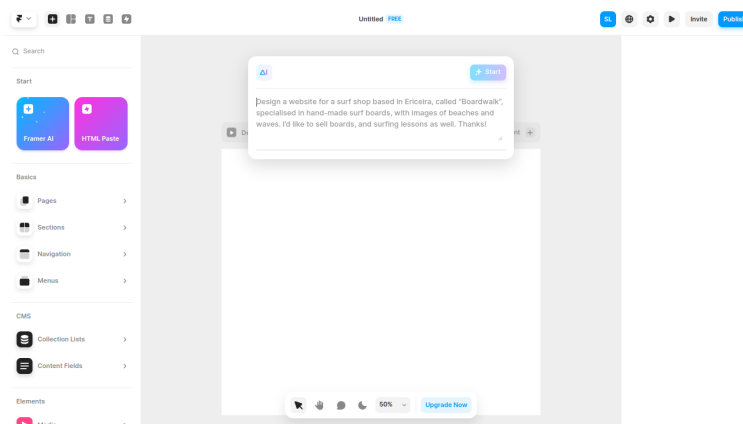 Untitled FREE
SL
Invite
Publish
Search
Start
Framer AI
HTML Paste
Basics
Pages
Sections
Navigation
Menus
CMS
Collection Lists
Content Fields
Elements
AI
Start
Design a website for a surf shop based in Ericeira, called "Boardwalk",
specialised in hand-made surf boards, with images of beaches and
waves. I'd like to sell boards, and surfing lessons as well. Thanks!
50%
Upgrade Now